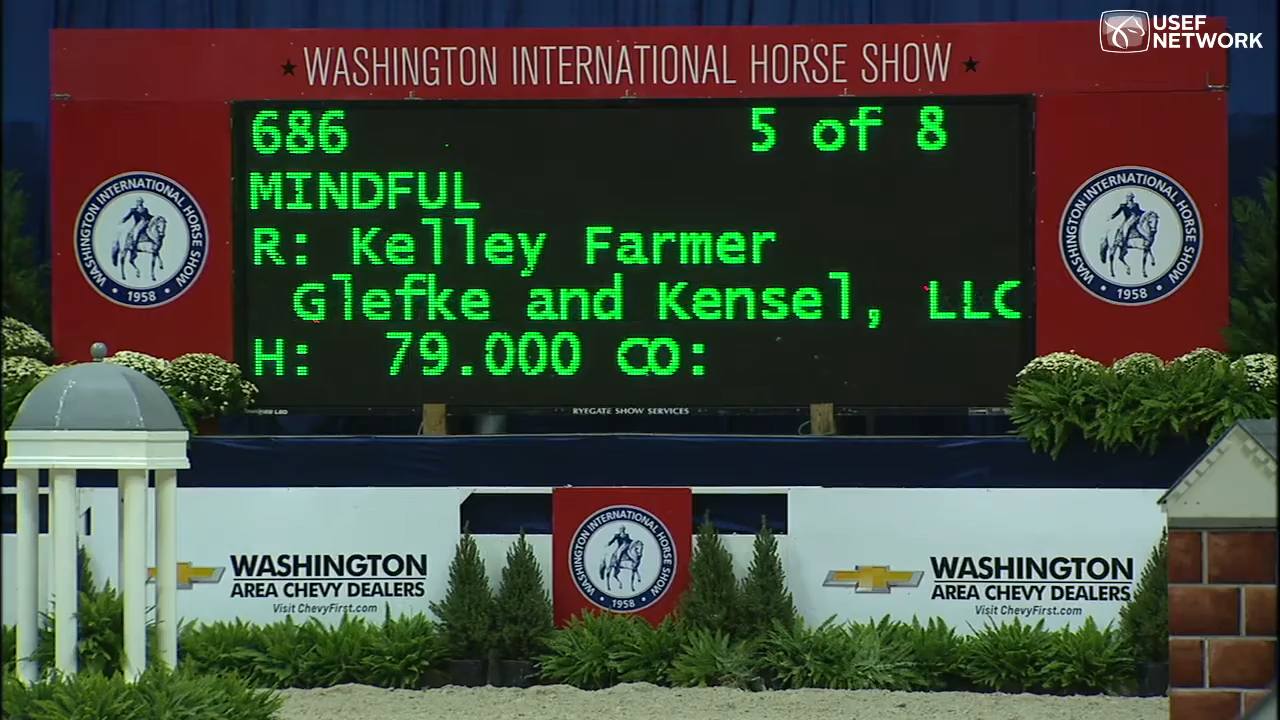 USEF
NETWORK
WASHINGTON INTERNATIONAL HORSE SHOW
686 5 of 8
MINDFUL
R: Kelley Farmer
Glefke and Kensel, LLC
H: 79.000 CO:
WASHINGTON INTERNATIONAL HORSE SHOW
1958
WASHINGTON INTERNATIONAL HORSE SHOW
1958
RYEGATE SHOW SERVICES
WASHINGTON
AREA CHEVY DEALERS
Visit ChevyFirst.com
WASHINGTON INTERNATIONAL HORSE SHOW
1958
WASHINGTON
AREA CHEVY DEALERS
Visit ChevyFirst.com